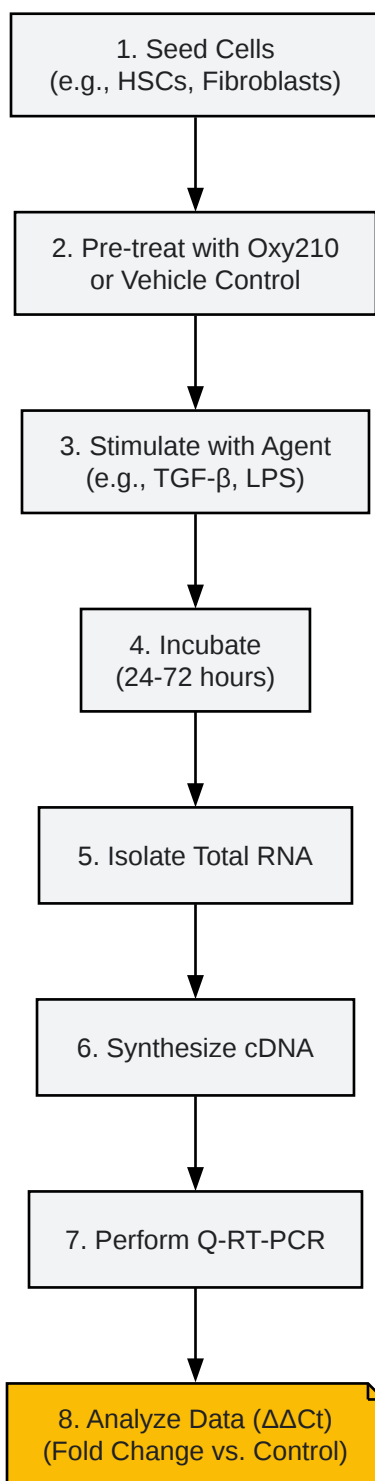 1. Seed Cells
(e.g., HSCs, Fibroblasts)
2. Pre-treat with Oxy210
or Vehicle Control
3. Stimulate with Agent
(e.g., TGF-β, LPS)
4. Incubate
(24-72 hours)
5. Isolate Total RNA
6. Synthesize cDNA
7. Perform Q-RT-PCR
8. Analyze Data (ΔΔCt)
(Fold Change vs. Control)